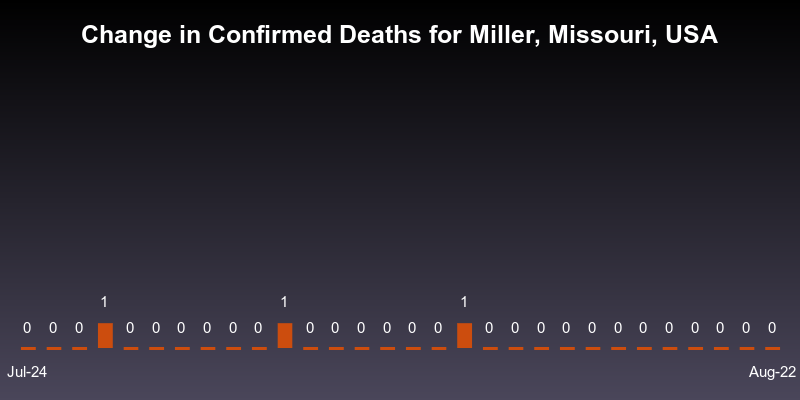 Change in Confirmed Deaths for Miller, Missouri, USA
1 1 1
0 0 0 0 0 0 0 0 0 0 0 0 0 0 0 0 0 0 0 0 0 0 0 0 0 0 0
Jul-24 Aug-22